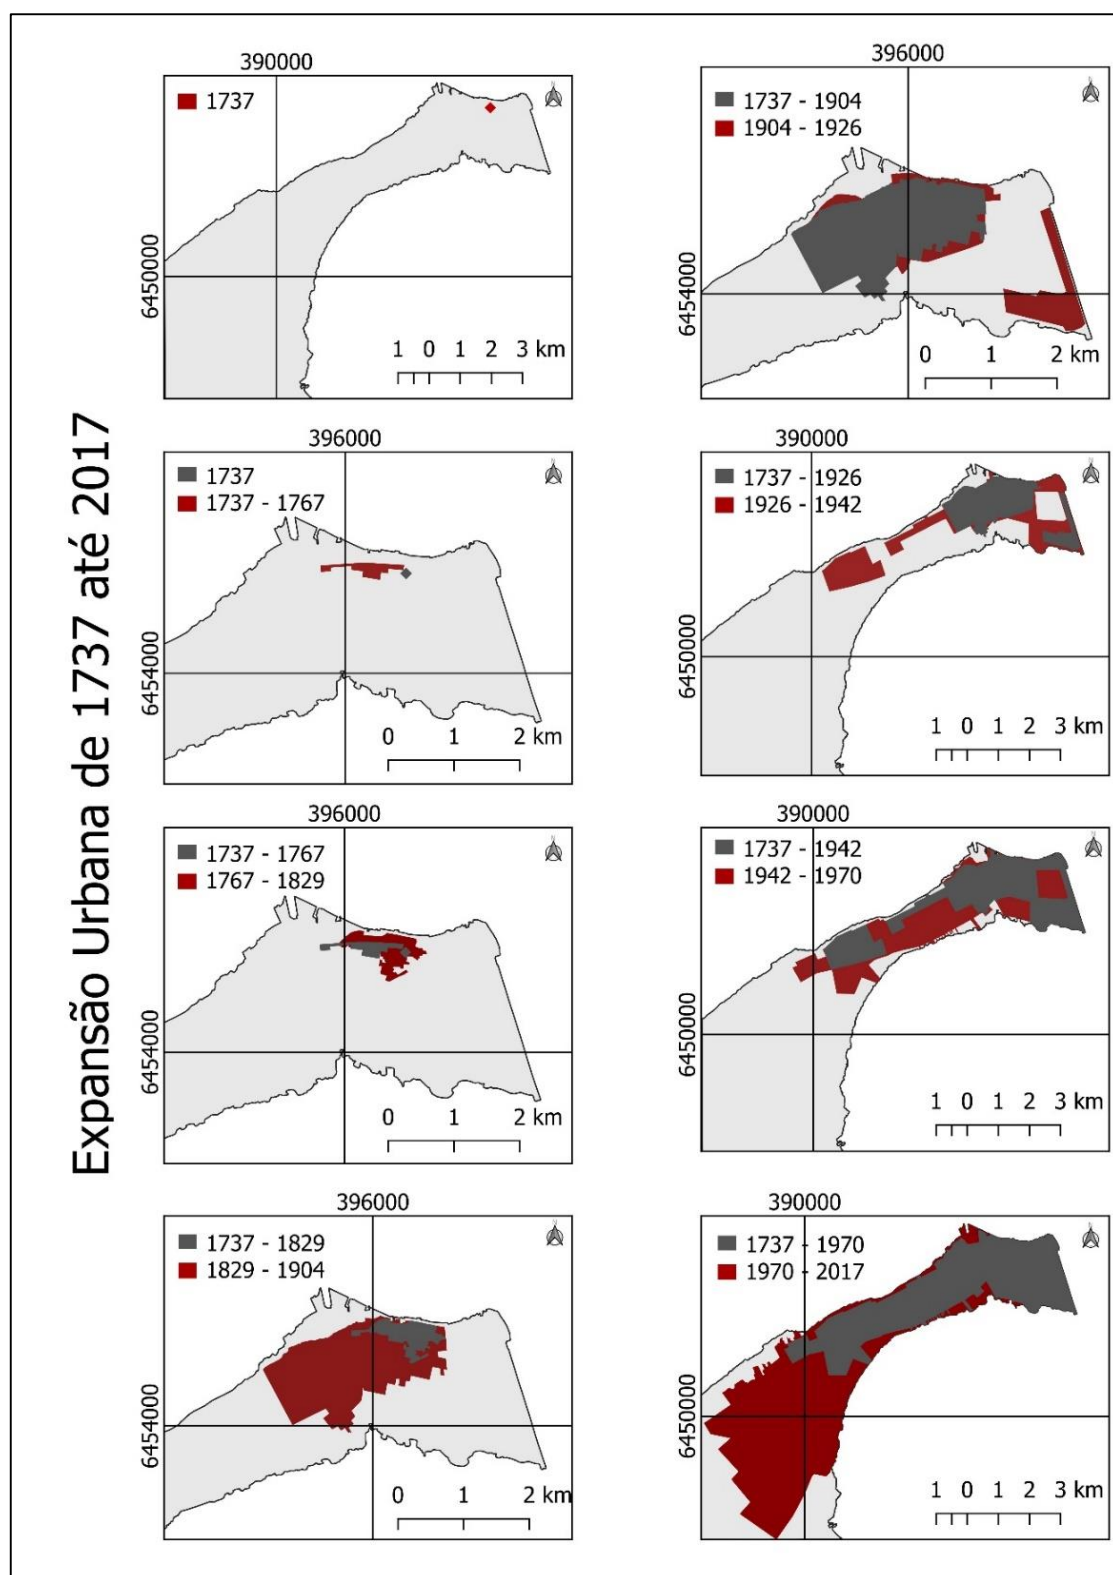 Expansão Urbana de 1737 até 2017
390000
1737
6450000
1 0 1 2 3 km
396000
1737
1737 - 1767
6454000
0 1 2 km
396000
1737 - 1767
1767 - 1829
6454000
0 1 2 km
396000
1737 - 1829
1829 - 1904
6454000
0 1 2 km
396000
1737 - 1904
1904 - 1926
6454000
0 1 2 km
390000
1737 - 1926
1926 - 1942
6450000
1 0 1 2 3 km
390000
1737 - 1942
1942 - 1970
6450000
1 0 1 2 3 km
390000
1737 - 1970
1970 - 2017
6450000
1 0 1 2 3 km